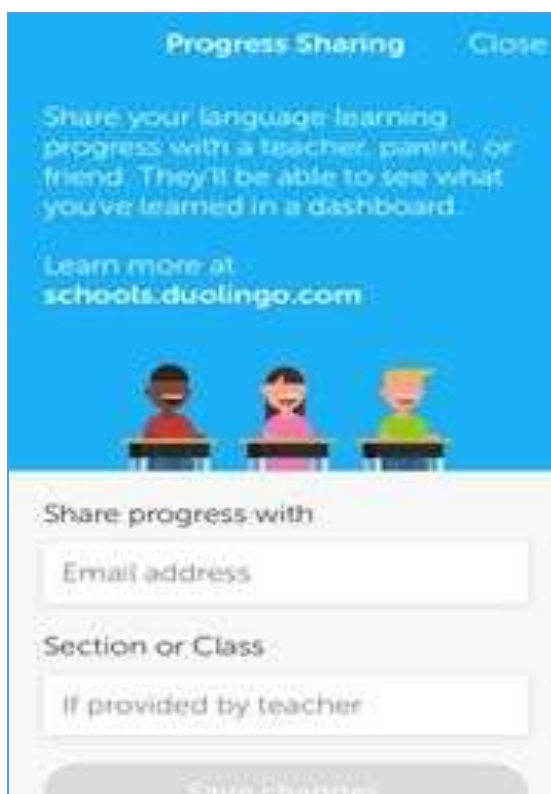 Progress Sharing
Close
Share your language learning
progress with a teacher, parent, or
friend. They'll be able to see what
you've learned in a dashboard.
Learn more at
schools.duolingo.com
Share progress with
Email address
Section or Class
If provided by teacher
Save changes